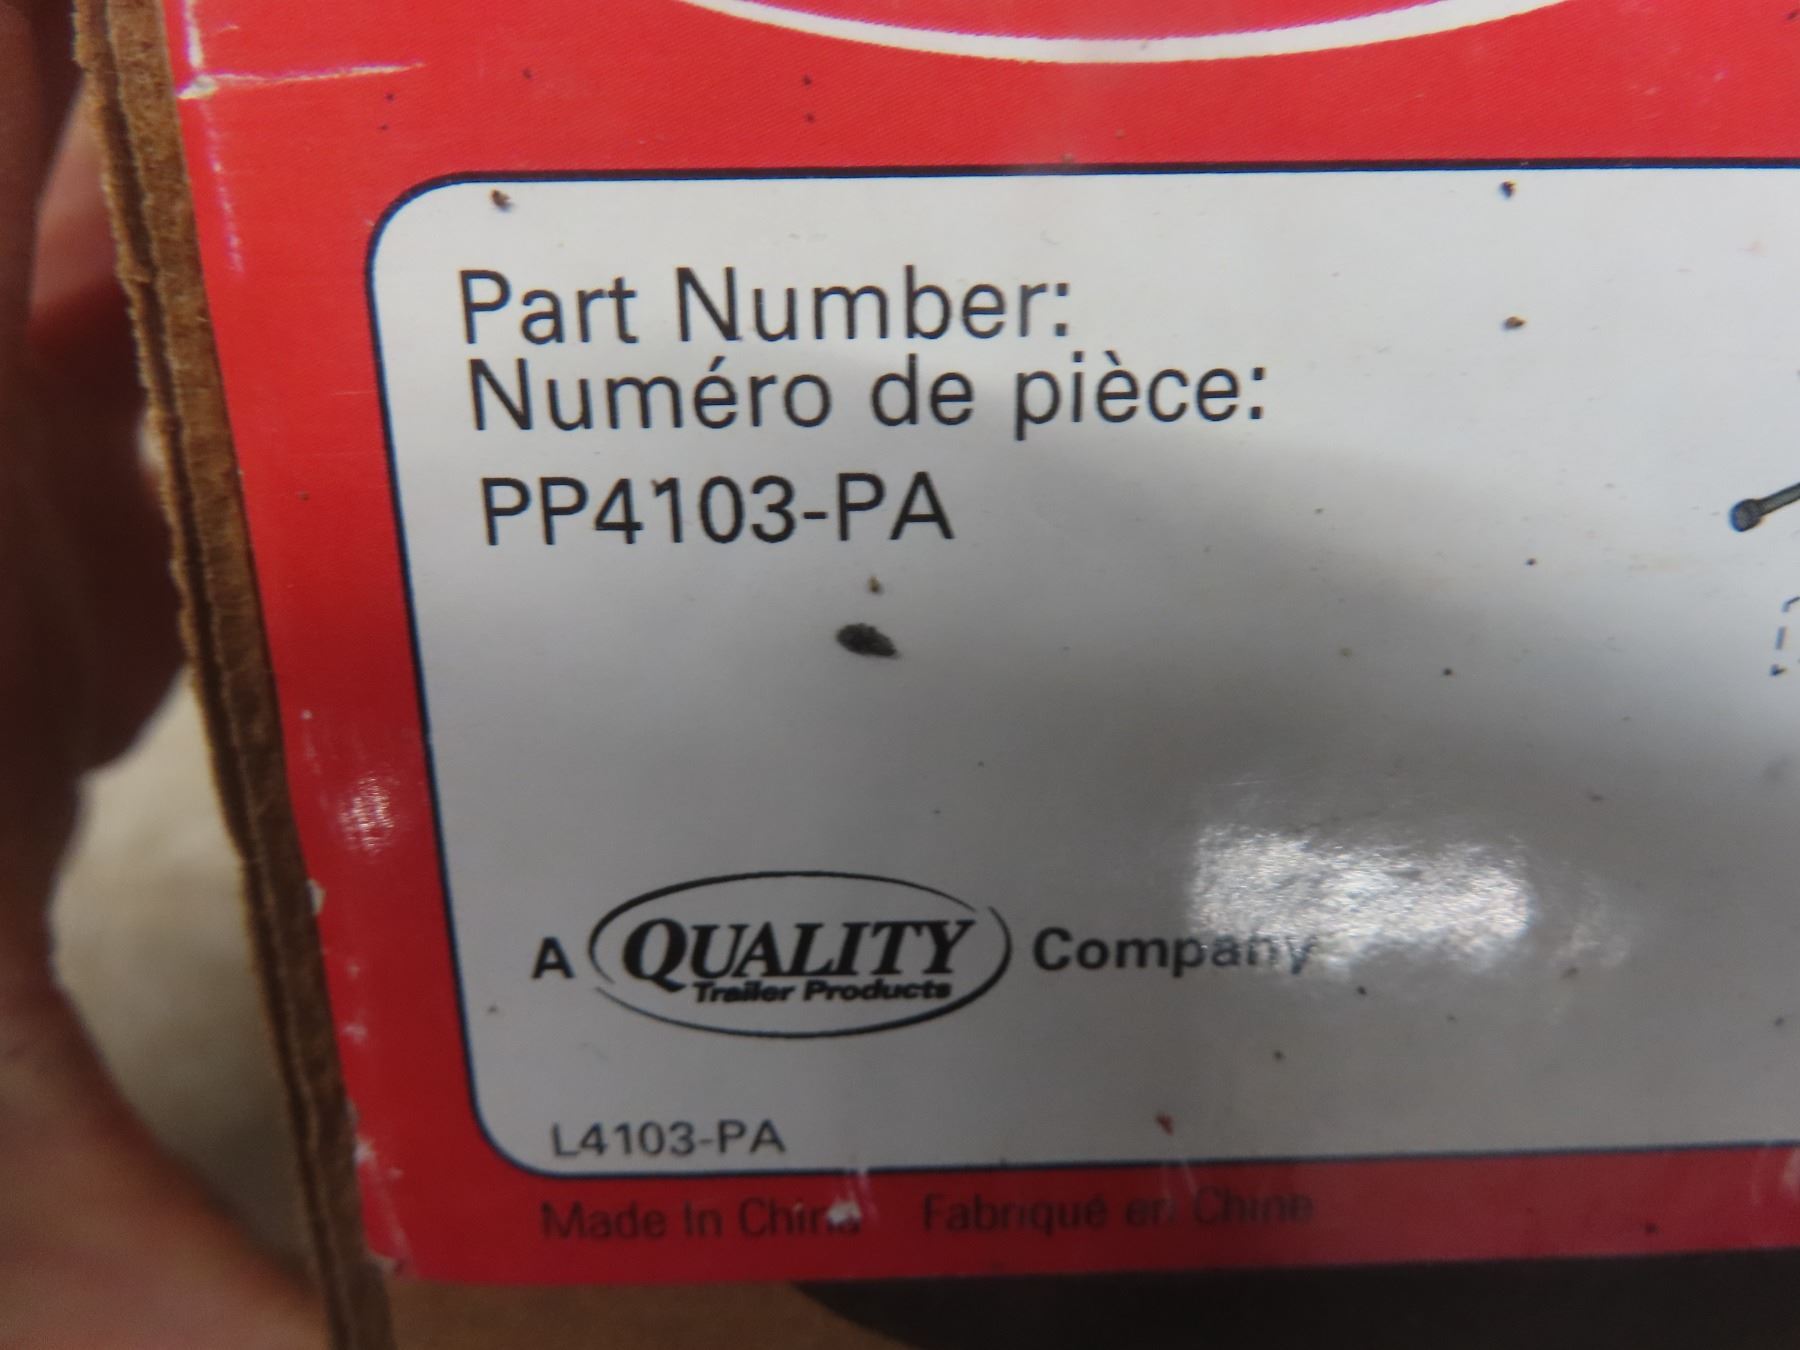 Part Number:
Numéro de pièce:
PP4103-PA
A QUALITY Company
Trailer Products
L4103-PA
Made In China Fabriqué en Chine